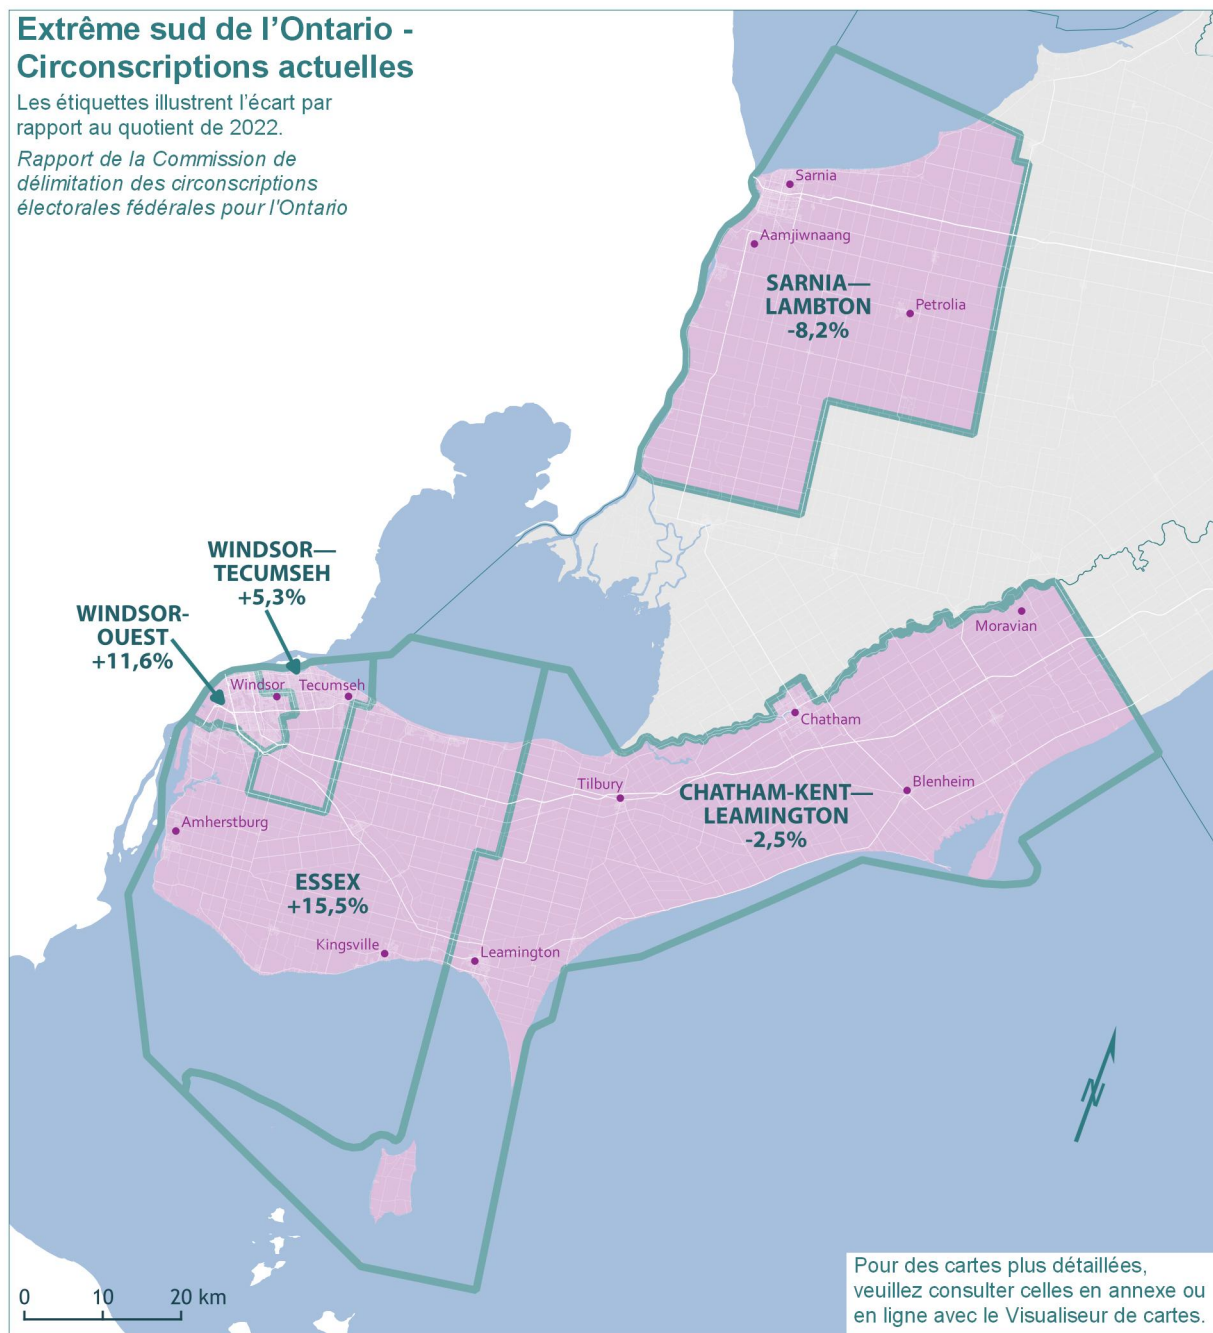 Extrême sud de l’Ontario -
Circonscriptions actuelles
Les étiquettes illustrent l’écart par
rapport au quotient de 2022.
Rapport de la Commission de
délimitation des circonscriptions
électorales fédérales pour l'Ontario
Sarnia
Aamjiwnaang
SARNIA—
LAMBTON
-8,2%
Petrolia
WINDSOR—
TECUMSEH
+5,3%
WINDSOR-
OUEST
+11,6%
Moravian
Windsor
Tecumseh
Chatham
Tilbury
Blenheim
CHATHAM-KENT—
LEAMINGTON
-2,5%
Amherstburg
ESSEX
+15,5%
Kingsville
Leamington
N
0 10 20 km
Pour des cartes plus détaillées,
veuillez consulter celles en annexe ou
en ligne avec le Visualiseur de cartes.